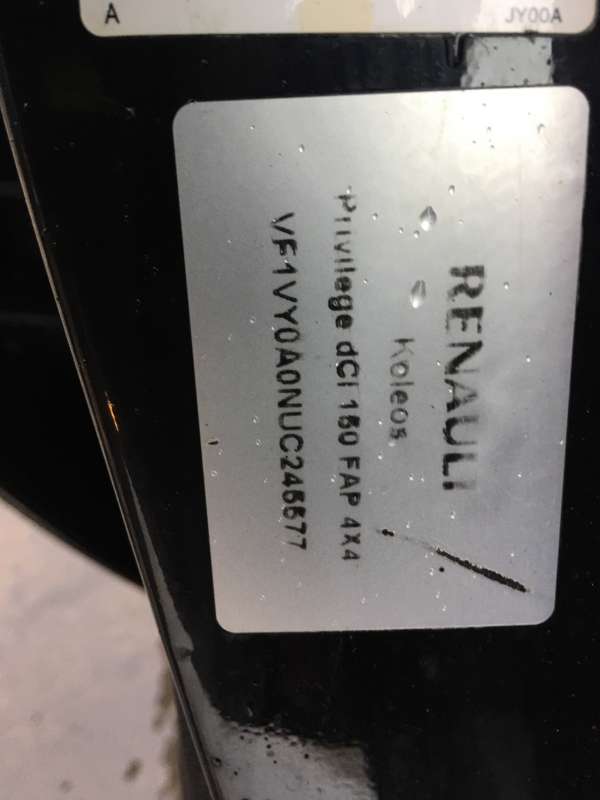 A
JY00A
RENAULT
Koleos
Privilege dCi 150 FAP 4X4
VF1VY0A0NUC245577